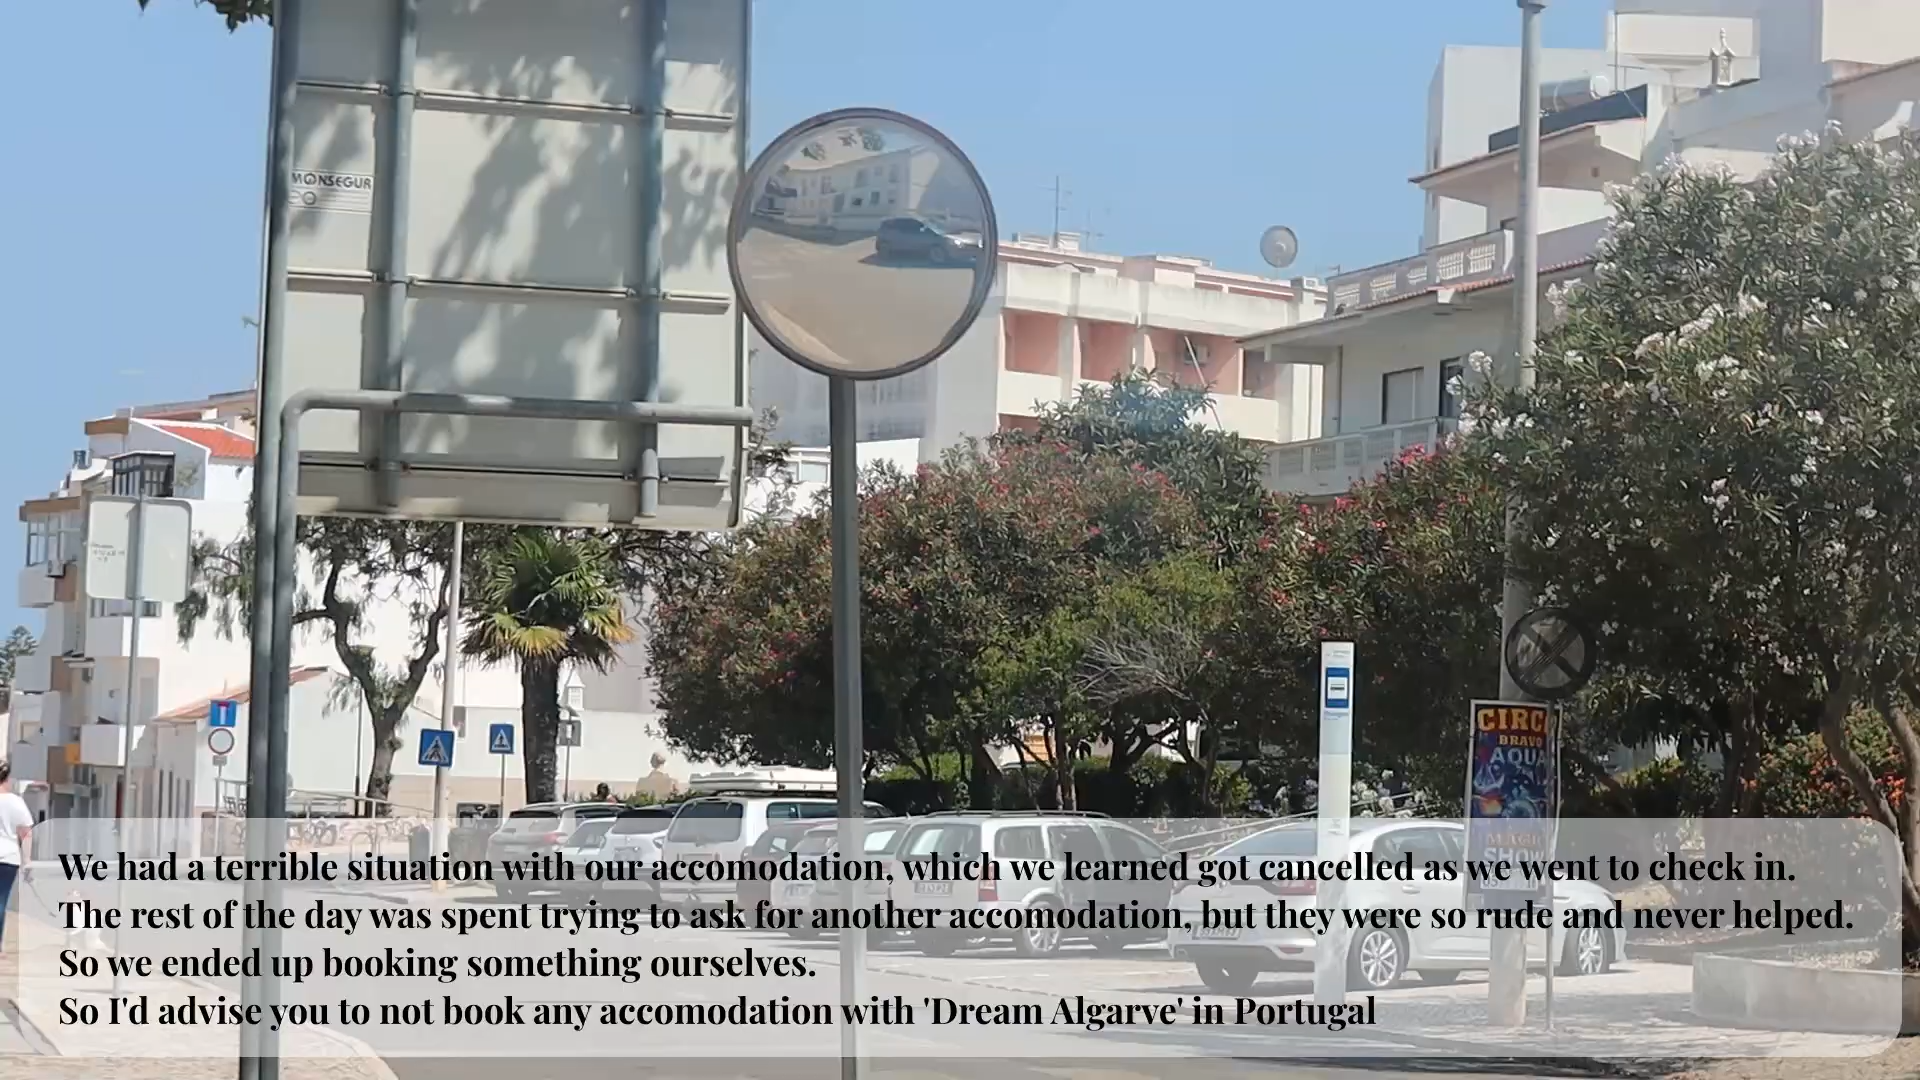 MONSEGUR
CIRC
BRAVO
AQUA
We had a terrible situation with our accomodation, which we learned got cancelled as we went to check in.
The rest of the day was spent trying to ask for another accomodation, but they were so rude and never helped.
So we ended up booking something ourselves.
So I'd advise you to not book any accomodation with 'Dream Algarve' in Portugal